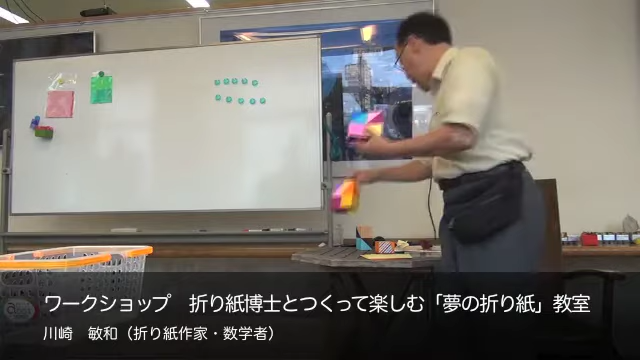 ワークショップ　折り紙博士とつくって楽しむ「夢の折り紙」教室
川崎　敏和（折り紙作家・数学者）